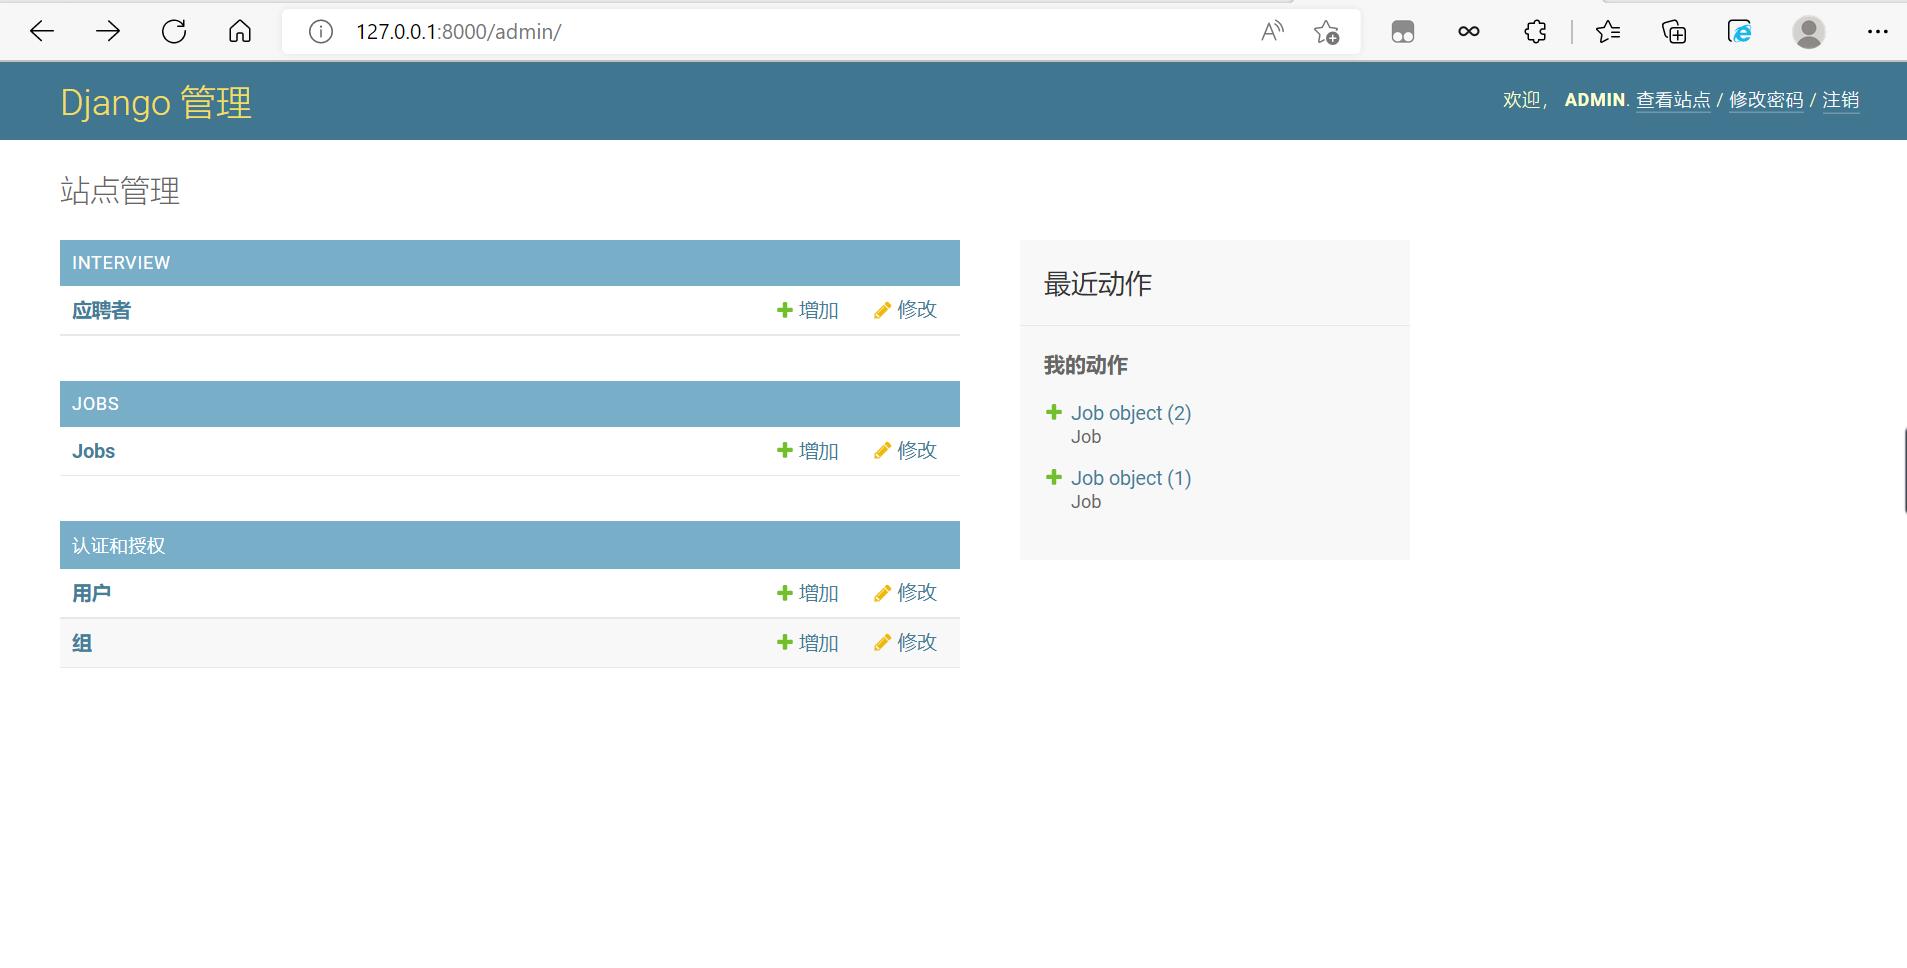 127.0.0.1:8000/admin/
Django 管理
欢迎， ADMIN. 查看站点 / 修改密码 / 注销
站点管理
INTERVIEW
应聘者 增加 修改
JOBS
Jobs 增加 修改
认证和授权
用户 增加 修改
组 增加 修改
最近动作
我的动作
Job object (2)
Job
Job object (1)
Job